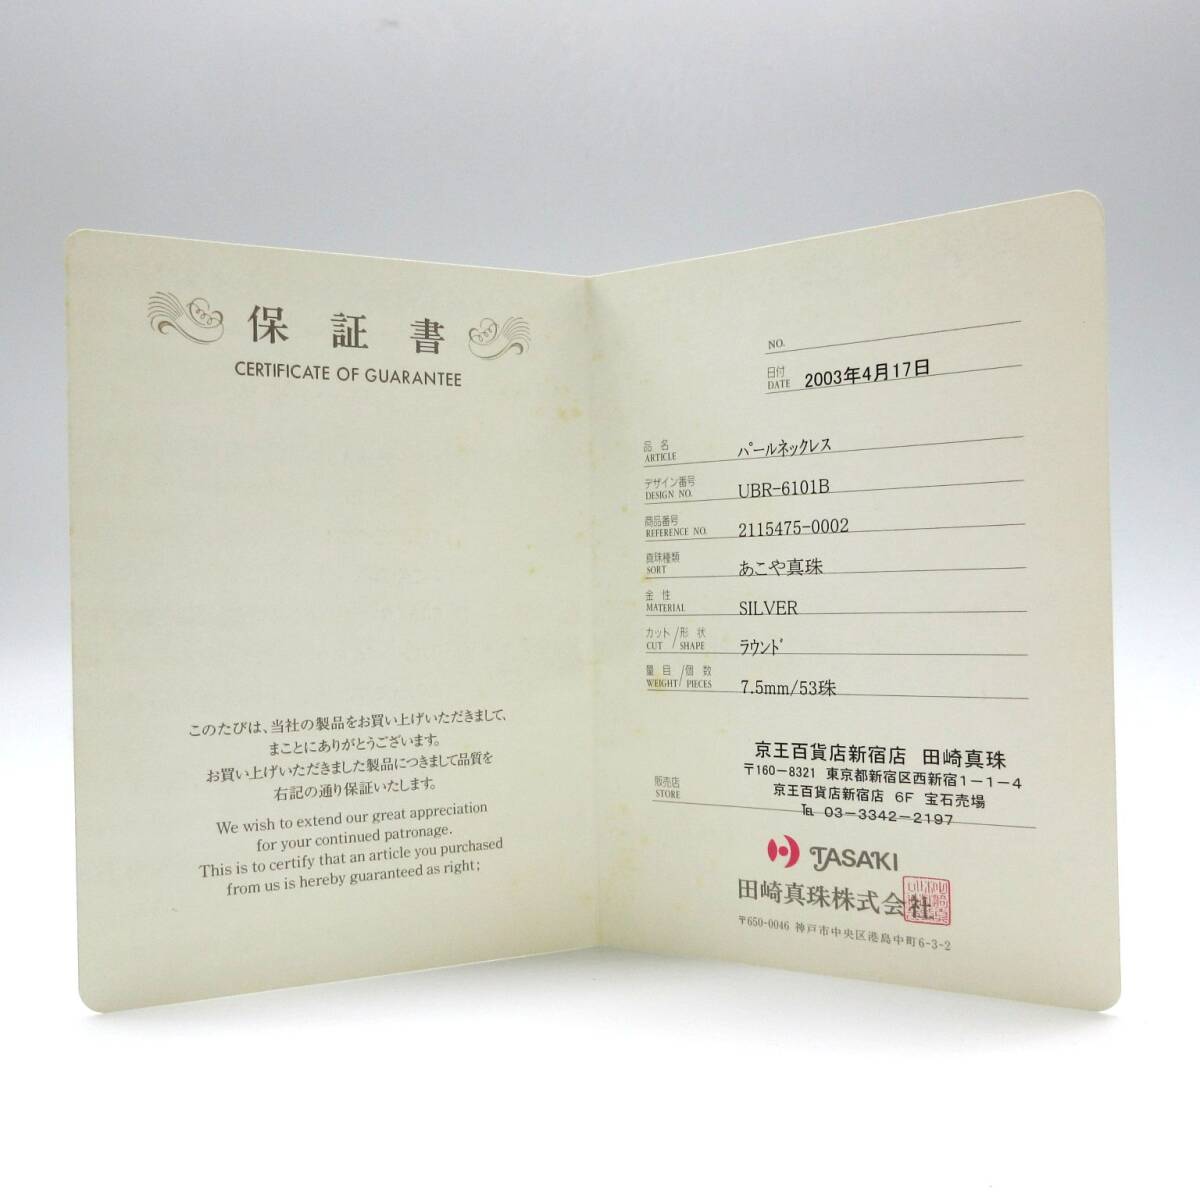 保証書
CERTIFICATE OF GUARANTEE
このたびは、当社の製品をお買い上げいただきまして、
まことにありがとうございます。
お買い上げいただきました製品につきまして品質を
右記の通り保証いたします。
We wish to extend our great appreciation
for your continued patronage.
This is to certify that an article you purchased
from us is hereby guaranteed as right;
NO.
日付
DATE 2003年4月17日
品名
ARTICLE パールネックレス
デザイン番号
DESIGN NO. UBR-6101B
商品番号
REFERENCE NO. 2115475-0002
真珠種類
SORT あこや真珠
金性
MATERIAL SILVER
カット/形状
CUT/SHAPE ラウンド
量目/個数
WEIGHT/PIECES 7.5mm/53珠
京王百貨店新宿店 田崎真珠
〒160-8321 東京都新宿区西新宿1-1-4
京王百貨店新宿店 6F 宝石売場
販売店
STORE ℡ 03-3342-2197
TASAKI
田崎真珠株式会社
〒650-0046 神戸市中央区港島中町6-3-2